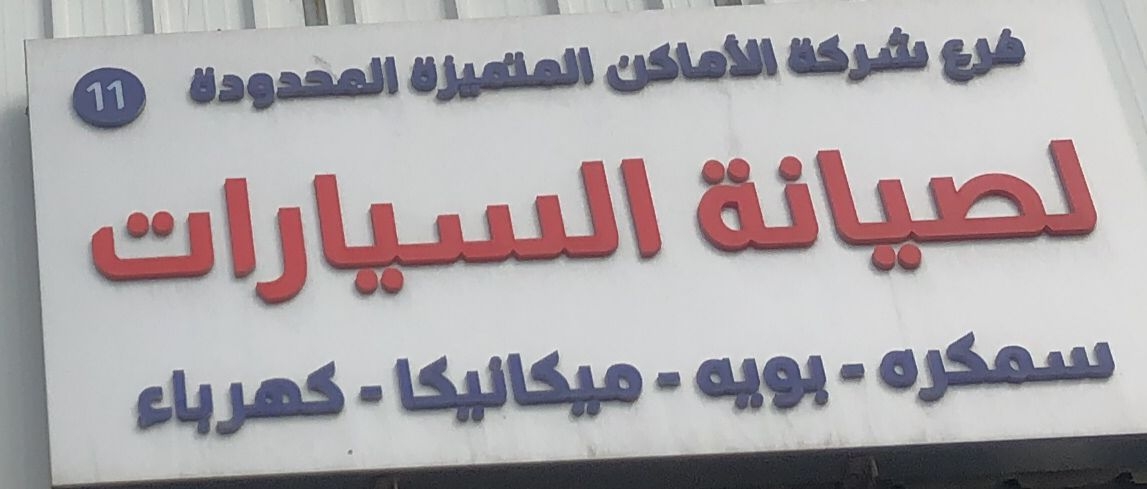 فرع شركة الأماكن المتميزة المحدودة 11
لصيانة السيارات
سمكره - بويه - ميكانيكا - كهرباء